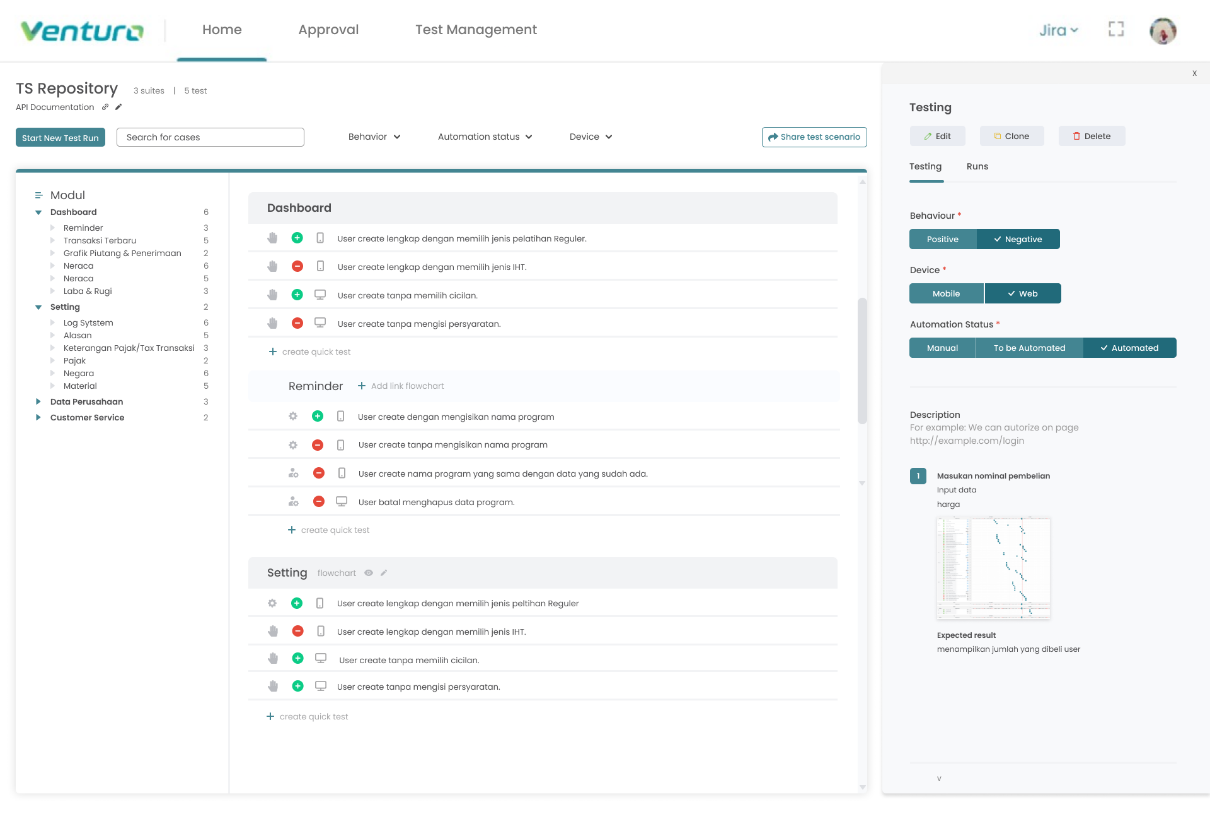 Venturo
Home Approval Test Management
Jira
TS Repository 3 suites | 5 test
API Documentation
Start New Test Run Search for cases Behavior Automation status Device Share test scenario
Modul
Dashboard 6
Reminder 3
Transaksi Terbaru 5
Grafik Piutang & Penerimaan 2
Neraca 6
Neraca 5
Laba & Rugi 3
Setting 2
Log Sytstem 6
Alasan 5
Keterangan Pajak/Tax Transaksi 3
Pajak 2
Negara 6
Material 5
Data Perusahaan 3
Customer Service 2
Dashboard
User create lengkap dengan memilih jenis pelatihan Reguler.
User create lengkap dengan memilih jenis IHT.
User create tanpa memilih cicilan.
User create tanpa mengisi persyaratan.
+ create quick test
Reminder + Add link flowchart
User create dengan mengisikan nama program
User create tanpa mengisikan nama program
User create nama program yang sama dengan data yang sudah ada.
User batal menghapus data program.
+ create quick test
Setting flowchart
User create lengkap dengan memilih jenis peltihan Reguler
User create lengkap dengan memilih jenis IHT.
User create tanpa memilih cicilan.
User create tanpa mengisi persyaratan.
+ create quick test
x
Testing
Edit Clone Delete
Testing Runs
Behaviour *
Positive Negative
Device *
Mobile Web
Automation Status *
Manual To be Automated Automated
Description
For example: We can autorize on page
http://example.com/login
1 Masukan nominal pembelian
input data
harga
Expected result
menampilkan jumlah yang dibeli user
v